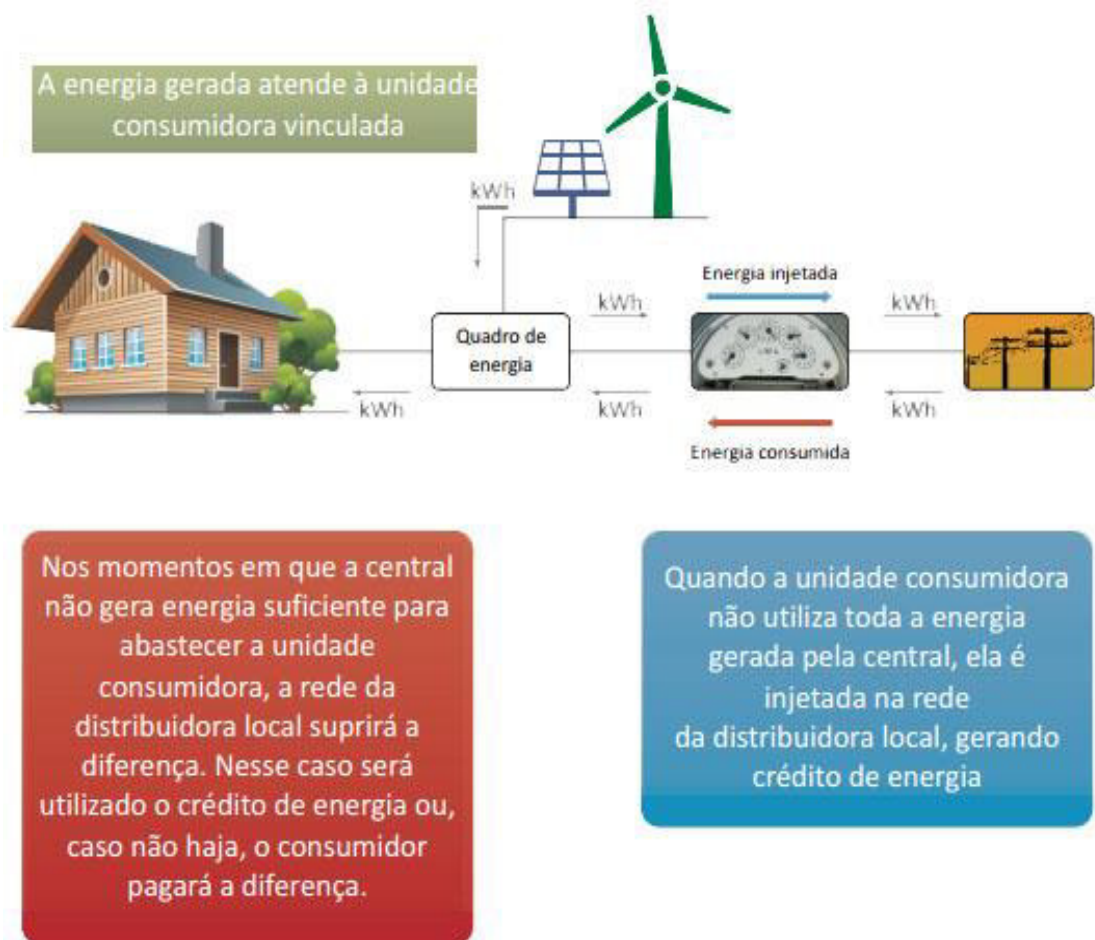 A energia gerada atende à unidade
consumidora vinculada
kWh
Energia injetada
kWh
kWh
Quadro de
energia
kWh
kWh
kWh
Energia consumida
Nos momentos em que a central
não gera energia suficiente para
abastecer a unidade
consumidora, a rede da
distribuidora local suprirá a
diferença. Nesse caso será
utilizado o crédito de energia ou,
caso não haja, o consumidor
pagará a diferença.
Quando a unidade consumidora
não utiliza toda a energia
gerada pela central, ela é
injetada na rede
da distribuidora local, gerando
crédito de energia